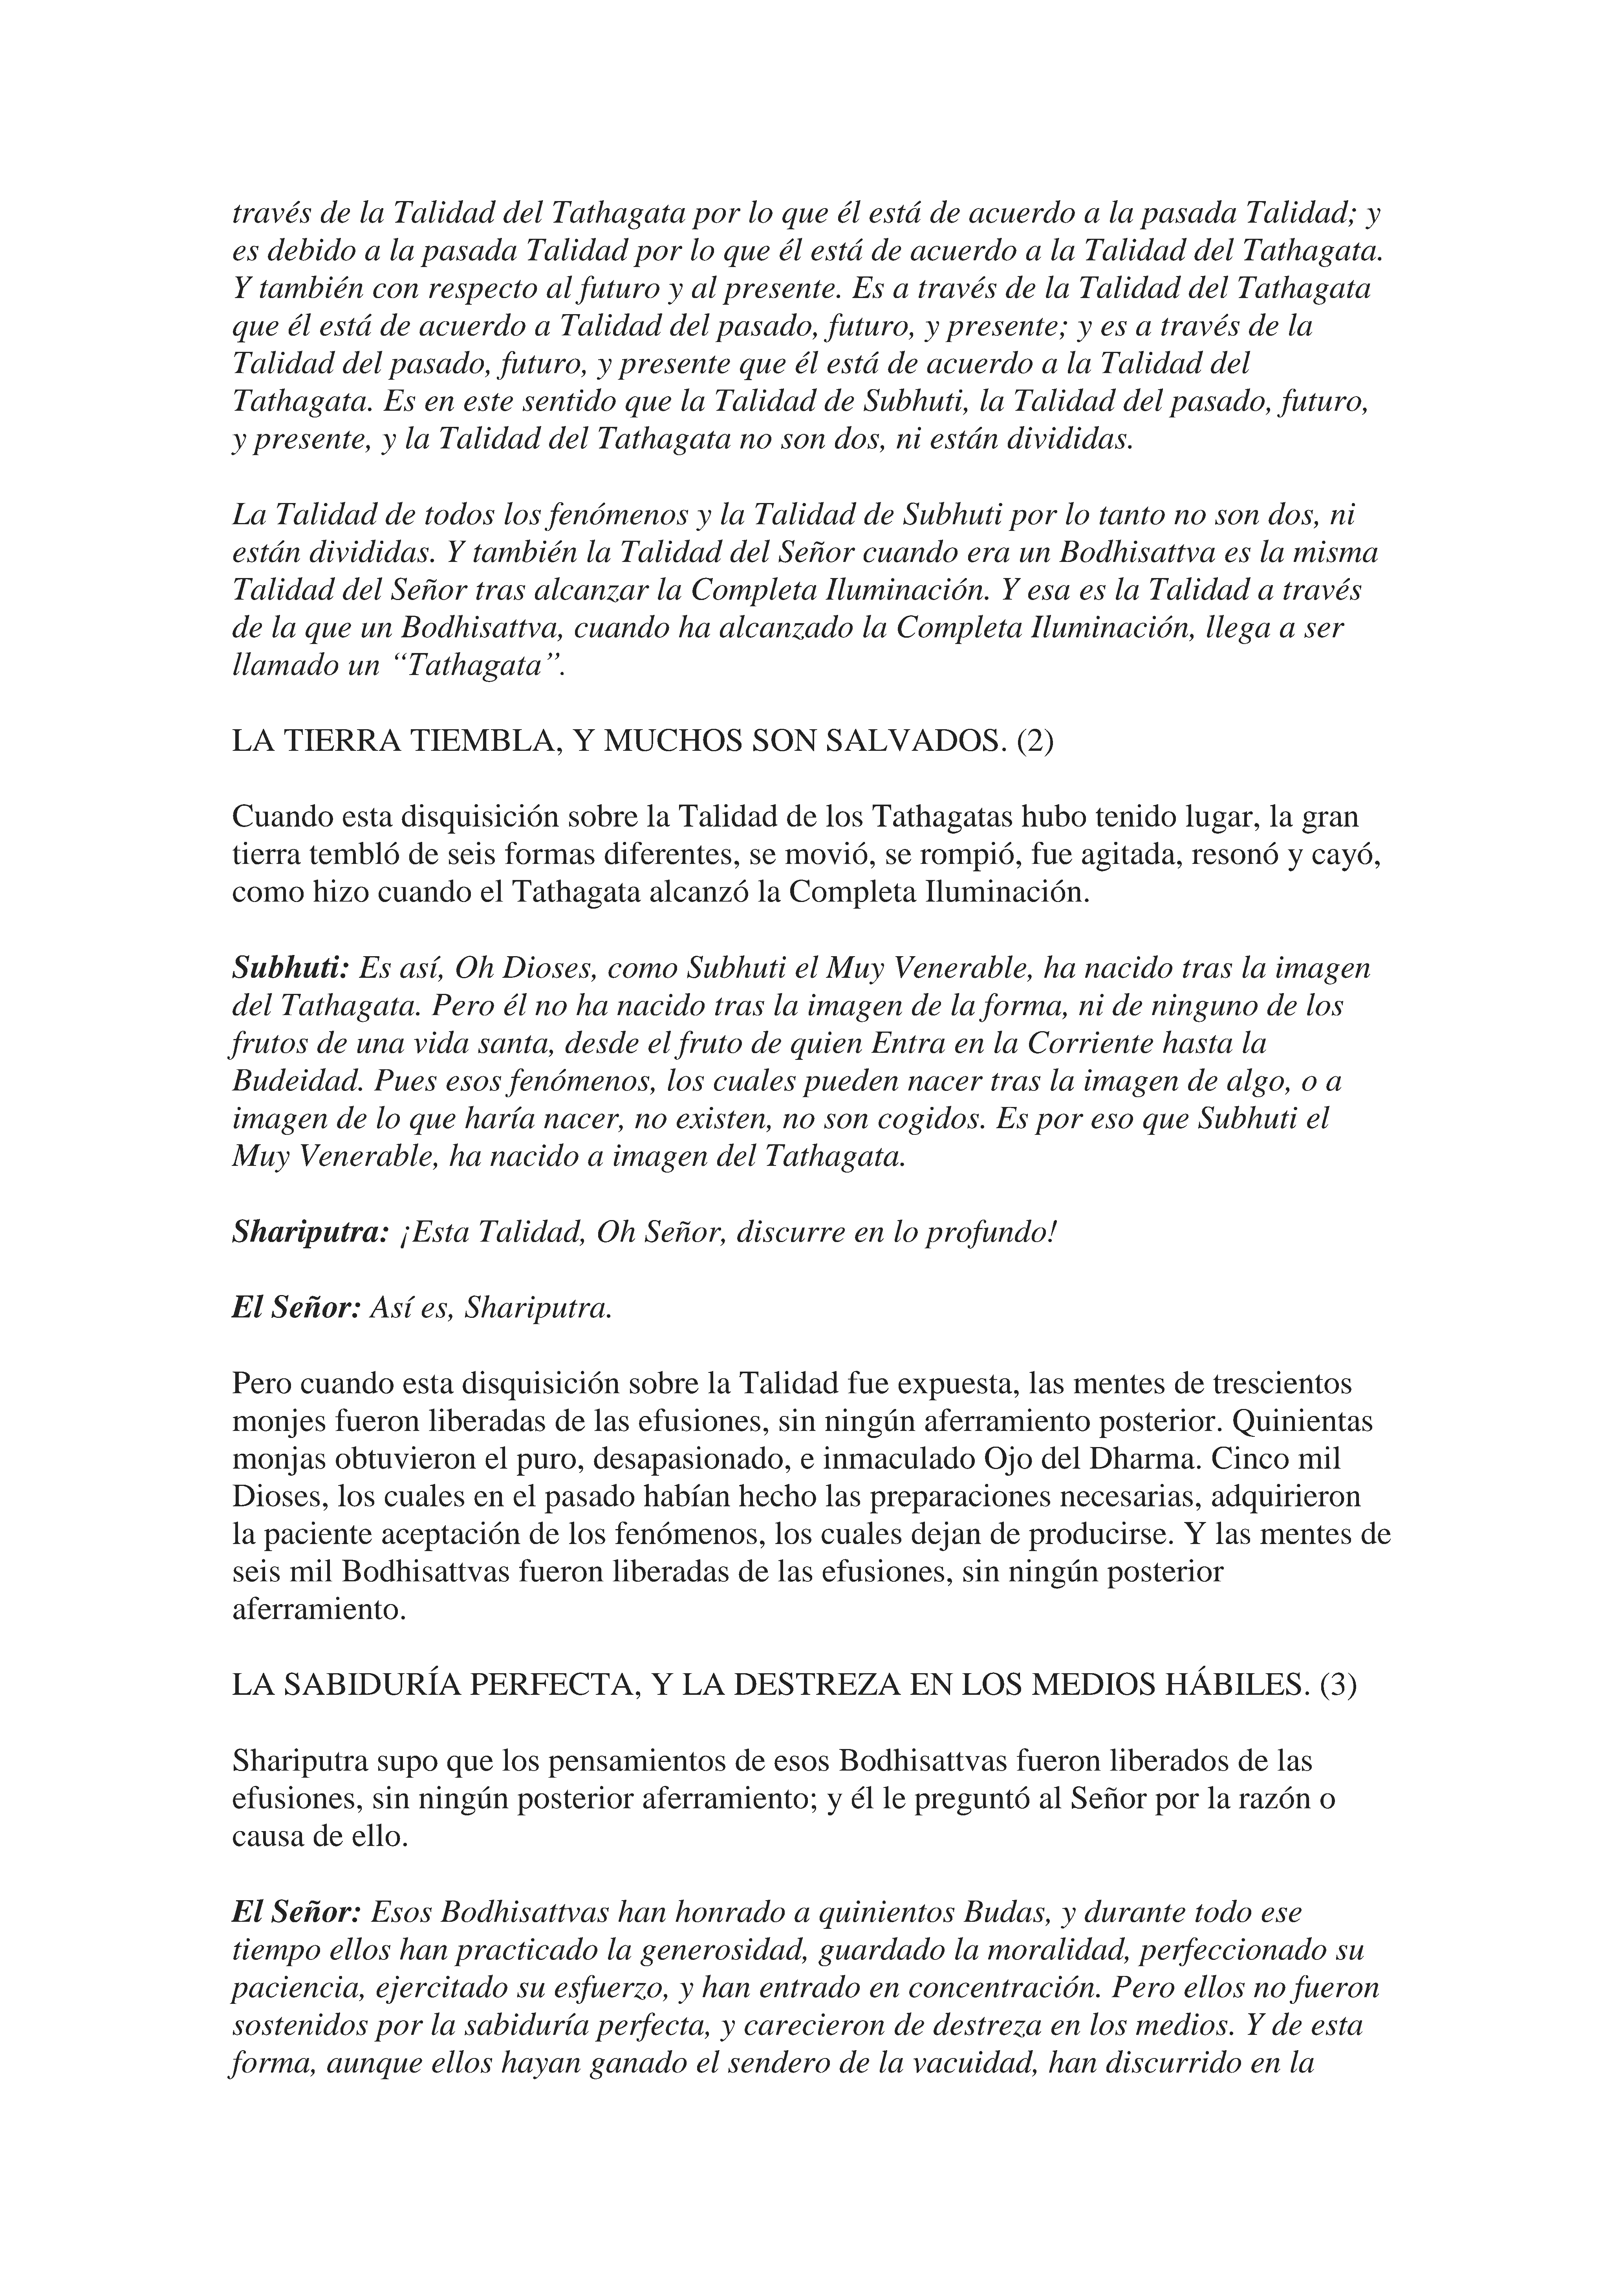 través de la Talidad del Tathagata por lo que él está de acuerdo a la pasada Talidad; y
es debido a la pasada Talidad por lo que él está de acuerdo a la Talidad del Tathagata.
Y también con respecto al futuro y al presente. Es a través de la Talidad del Tathagata
que él está de acuerdo a Talidad del pasado, futuro, y presente; y es a través de la
Talidad del pasado, futuro, y presente que él está de acuerdo a la Talidad del
Tathagata. Es en este sentido que la Talidad de Subhuti, la Talidad del pasado, futuro,
y presente, y la Talidad del Tathagata no son dos, ni están divididas.
La Talidad de todos los fenómenos y la Talidad de Subhuti por lo tanto no son dos, ni
están divididas. Y también la Talidad del Señor cuando era un Bodhisattva es la misma
Talidad del Señor tras alcanzar la Completa Iluminación. Y esa es la Talidad a través
de la que un Bodhisattva, cuando ha alcanzado la Completa Iluminación, llega a ser
llamado un “Tathagata”.
LA TIERRA TIEMBLA, Y MUCHOS SON SALVADOS. (2)
Cuando esta disquisición sobre la Talidad de los Tathagatas hubo tenido lugar, la gran
tierra tembló de seis formas diferentes, se movió, se rompió, fue agitada, resonó y cayó,
como hizo cuando el Tathagata alcanzó la Completa Iluminación.
Subhuti: Es así, Oh Dioses, como Subhuti el Muy Venerable, ha nacido tras la imagen
del Tathagata. Pero él no ha nacido tras la imagen de la forma, ni de ninguno de los
frutos de una vida santa, desde el fruto de quien Entra en la Corriente hasta la
Budeidad. Pues esos fenómenos, los cuales pueden nacer tras la imagen de algo, o a
imagen de lo que haría nacer, no existen, no son cogidos. Es por eso que Subhuti el
Muy Venerable, ha nacido a imagen del Tathagata.
Shariputra: ¡Esta Talidad, Oh Señor, discurre en lo profundo!
El Señor: Así es, Shariputra.
Pero cuando esta disquisición sobre la Talidad fue expuesta, las mentes de trescientos
monjes fueron liberadas de las efusiones, sin ningún aferramiento posterior. Quinientas
monjas obtuvieron el puro, desapasionado, e inmaculado Ojo del Dharma. Cinco mil
Dioses, los cuales en el pasado habían hecho las preparaciones necesarias, adquirieron
la paciente aceptación de los fenómenos, los cuales dejan de producirse. Y las mentes de
seis mil Bodhisattvas fueron liberadas de las efusiones, sin ningún posterior
aferramiento.
LA SABIDURÍA PERFECTA, Y LA DESTREZA EN LOS MEDIOS HÁBILES. (3)
Shariputra supo que los pensamientos de esos Bodhisattvas fueron liberados de las
efusiones, sin ningún posterior aferramiento; y él le preguntó al Señor por la razón o
causa de ello.
El Señor: Esos Bodhisattvas han honrado a quinientos Budas, y durante todo ese
tiempo ellos han practicado la generosidad, guardado la moralidad, perfeccionado su
paciencia, ejercitado su esfuerzo, y han entrado en concentración. Pero ellos no fueron
sostenidos por la sabiduría perfecta, y carecieron de destreza en los medios. Y de esta
forma, aunque ellos hayan ganado el sendero de la vacuidad, han discurrido en la